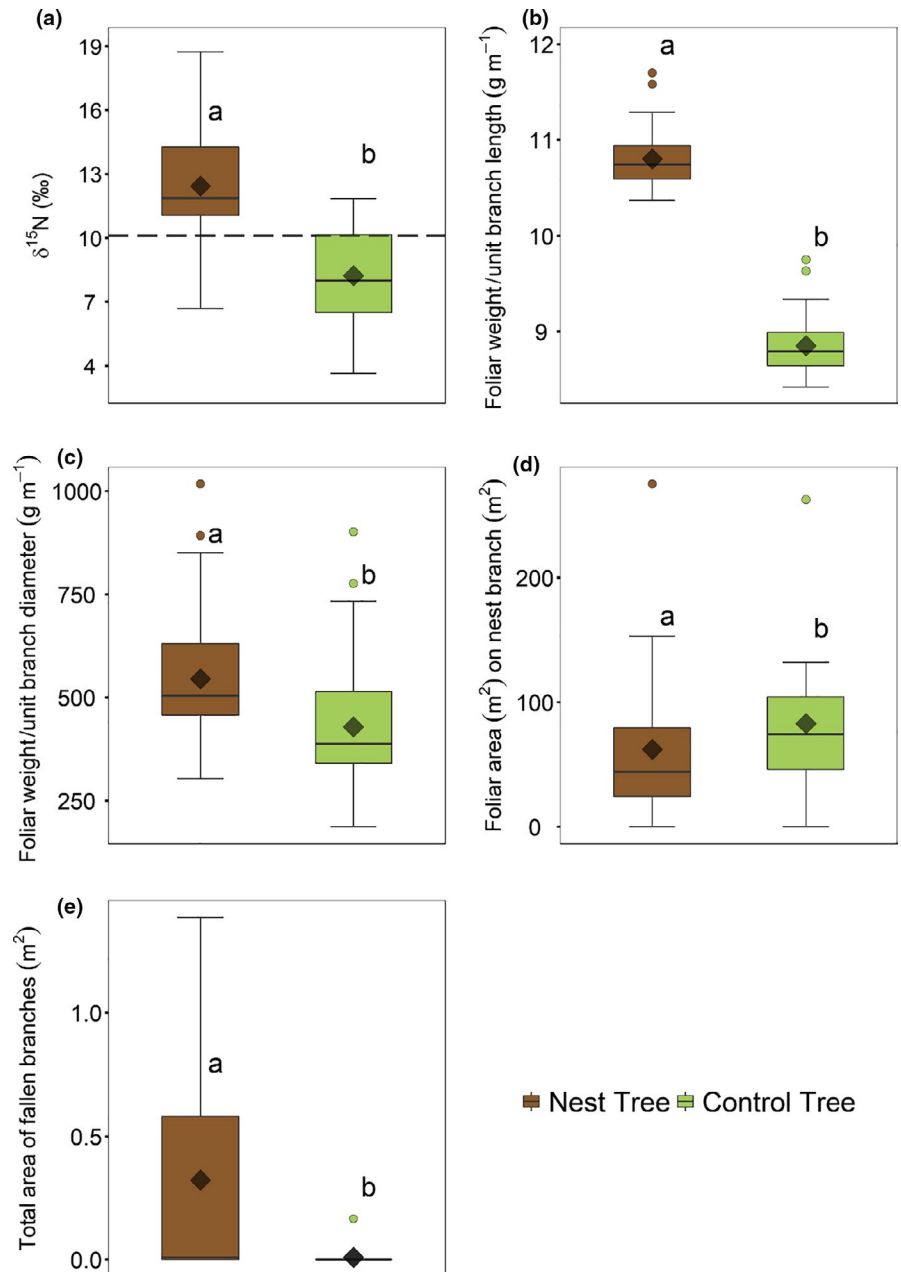 (a)
δ¹⁵N (‰)
19
16
13
10
7
4
a
b
(b)
Foliar weight/unit branch length (g m⁻¹)
12
11
10
9
a
b
(c)
Foliar weight/unit branch diameter (g m⁻¹)
1000
750
500
250
a
b
(d)
Foliar area (m²) on nest branch (m²)
200
100
0
a
b
(e)
Total area of fallen branches (m²)
1.0
0.5
0.0
a
b
Nest Tree Control Tree